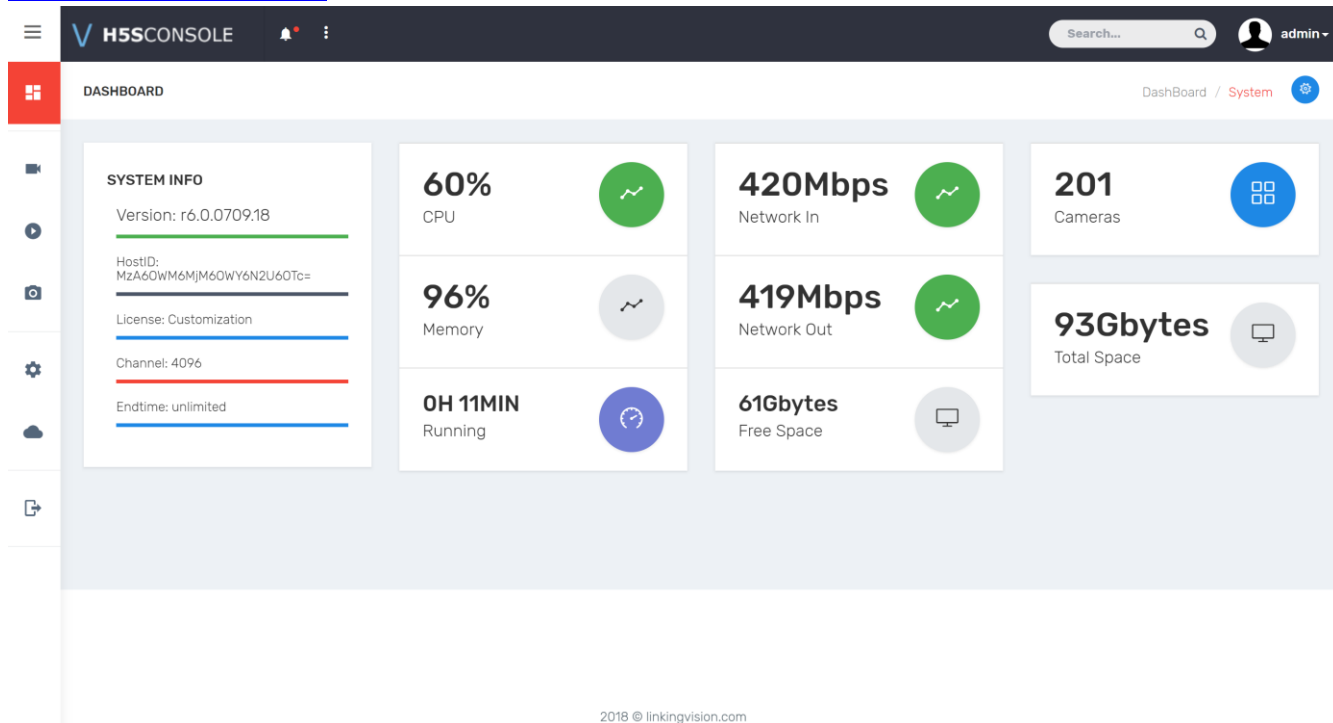 H5SCONSOLE
Search...
admin
DASHBOARD
DashBoard / System
SYSTEM INFO
Version: r6.0.0709.18
HostID:
MzA6OWM6MjM6OWY6N2U6OTc=
License: Customization
Channel: 4096
Endtime: unlimited
60%
CPU
96%
Memory
0H 11MIN
Running
420Mbps
Network In
419Mbps
Network Out
61Gbytes
Free Space
201
Cameras
93Gbytes
Total Space
2018 © linkingvision.com